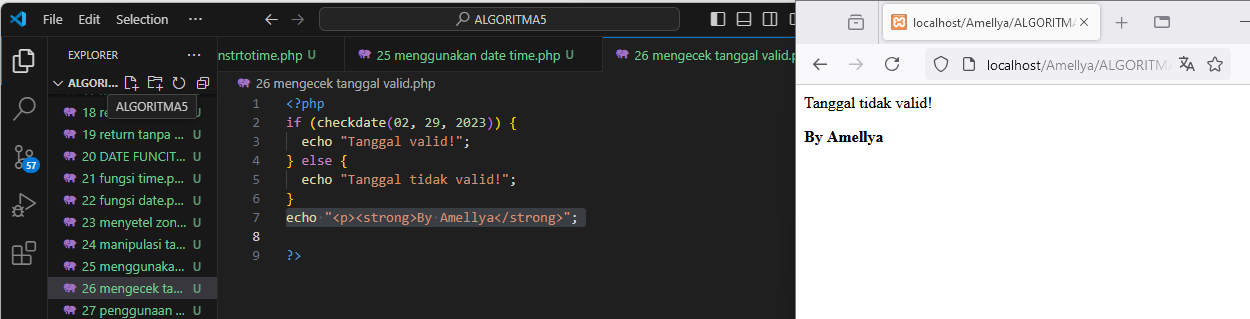 File Edit Selection ··· ALGORITMA5
EXPLORER ···
nstrtotime.php U 25 menggunakan date time.php U 26 mengecek tanggal valid.p
ALGORI...
26 mengecek tanggal valid.php
ALGORITMA5
18 re
19 return tanpa ... U
20 DATE FUNCIT... U
21 fungsi time.p... U
22 fungsi date.p... U
23 menyetel zon... U
24 manipulasi ta... U
25 menggunaka... U
26 mengecek ta... U
27 penggunaan ... U
57
1 <?php
2 if (checkdate(02, 29, 2023)) {
3 echo "Tanggal valid!";
4 } else {
5 echo "Tanggal tidak valid!";
6 }
7 echo "<p><strong>By Amellya</strong>";
8
9 ?>
localhost/Amellya/ALGORITMA
localhost/Amellya/ALGORITMA
Tanggal tidak valid!
By Amellya